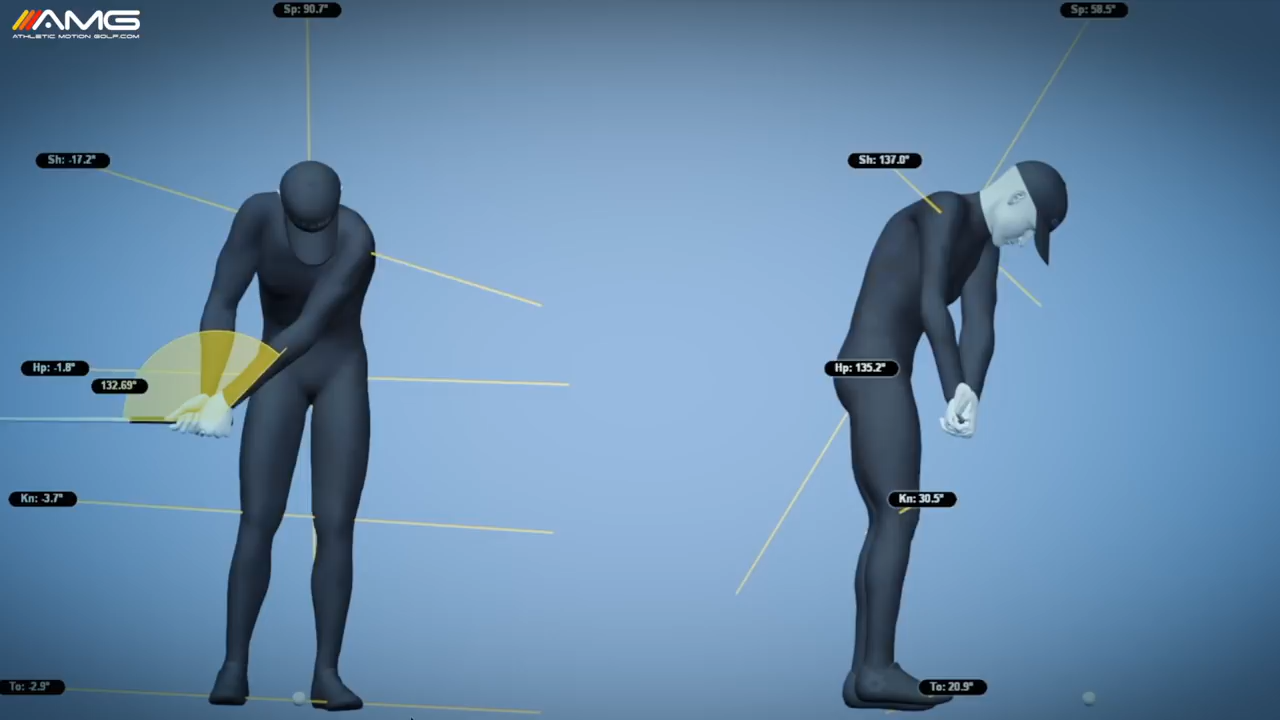 AMG
ATHLETIC MOTION GOLF.COM
Sp: 90.7°
Sp: 58.5°
Sh: -17.2°
Sh: 137.0°
Hp: -1.8°
132.69°
Hp: 135.2°
Kn: -3.7°
Kn: 30.5°
To: -2.9°
To: 20.9°